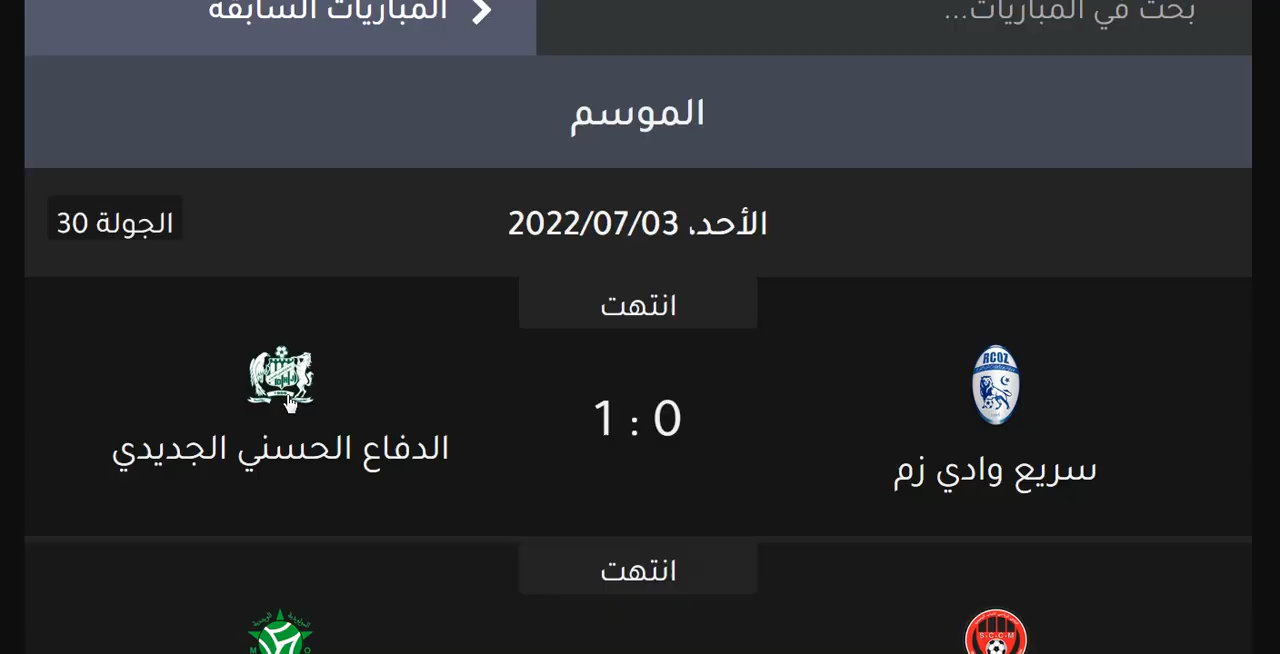 بحث في المباريات...
المباريات السابقة
الموسم
الأحد، 2022/07/03
الجولة 30
انتهت
RCOZ
سريع وادي زم
1 : 0
الدفاع الحسني الجديدي
انتهت
S.C.C.M
M O